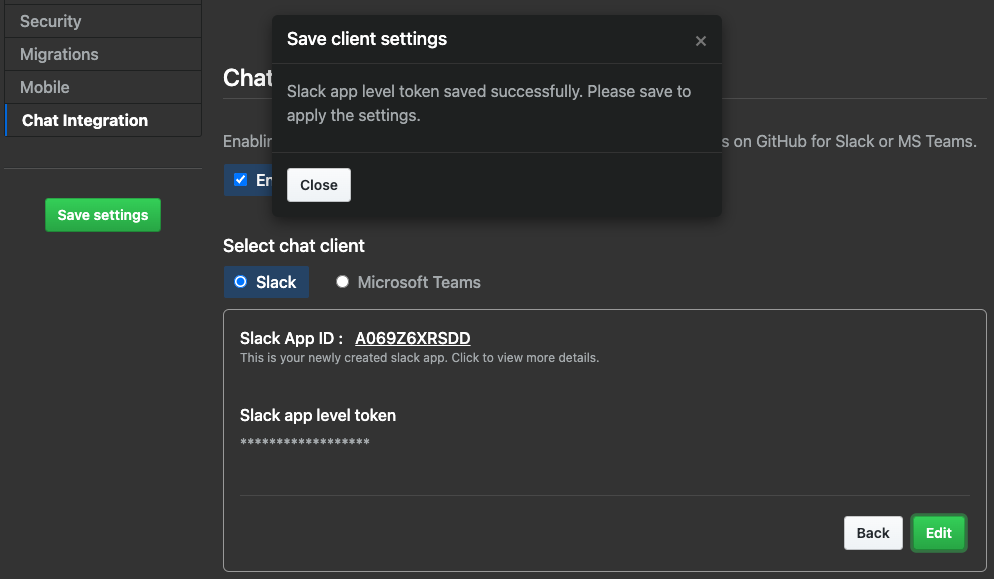 Security
Migrations
Mobile
Chat Integration
Save settings
Save client settings
×
Slack app level token saved successfully. Please save to
apply the settings.
Close
Chat
Enablin
s on GitHub for Slack or MS Teams.
En
Select chat client
Slack
Microsoft Teams
Slack App ID : A069Z6XRSDD
This is your newly created slack app. Click to view more details.
Slack app level token
******************
Back
Edit